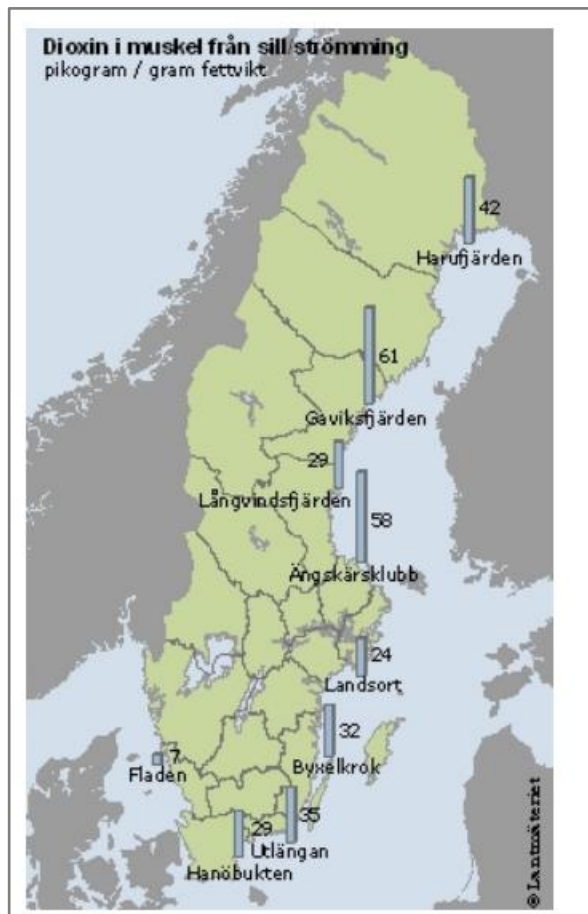 Dioxin i muskel från sill/strömming
pikogram / gram fettvikt
42
Harufjärden
61
Gaviksfjärden
29
Långvindsfjärden
58
Ängskärsklubb
24
Landsort
32
Byxelkrok
7
Fladen
35
Utlängan
29
Hanöbukten
© Lantmäteriet